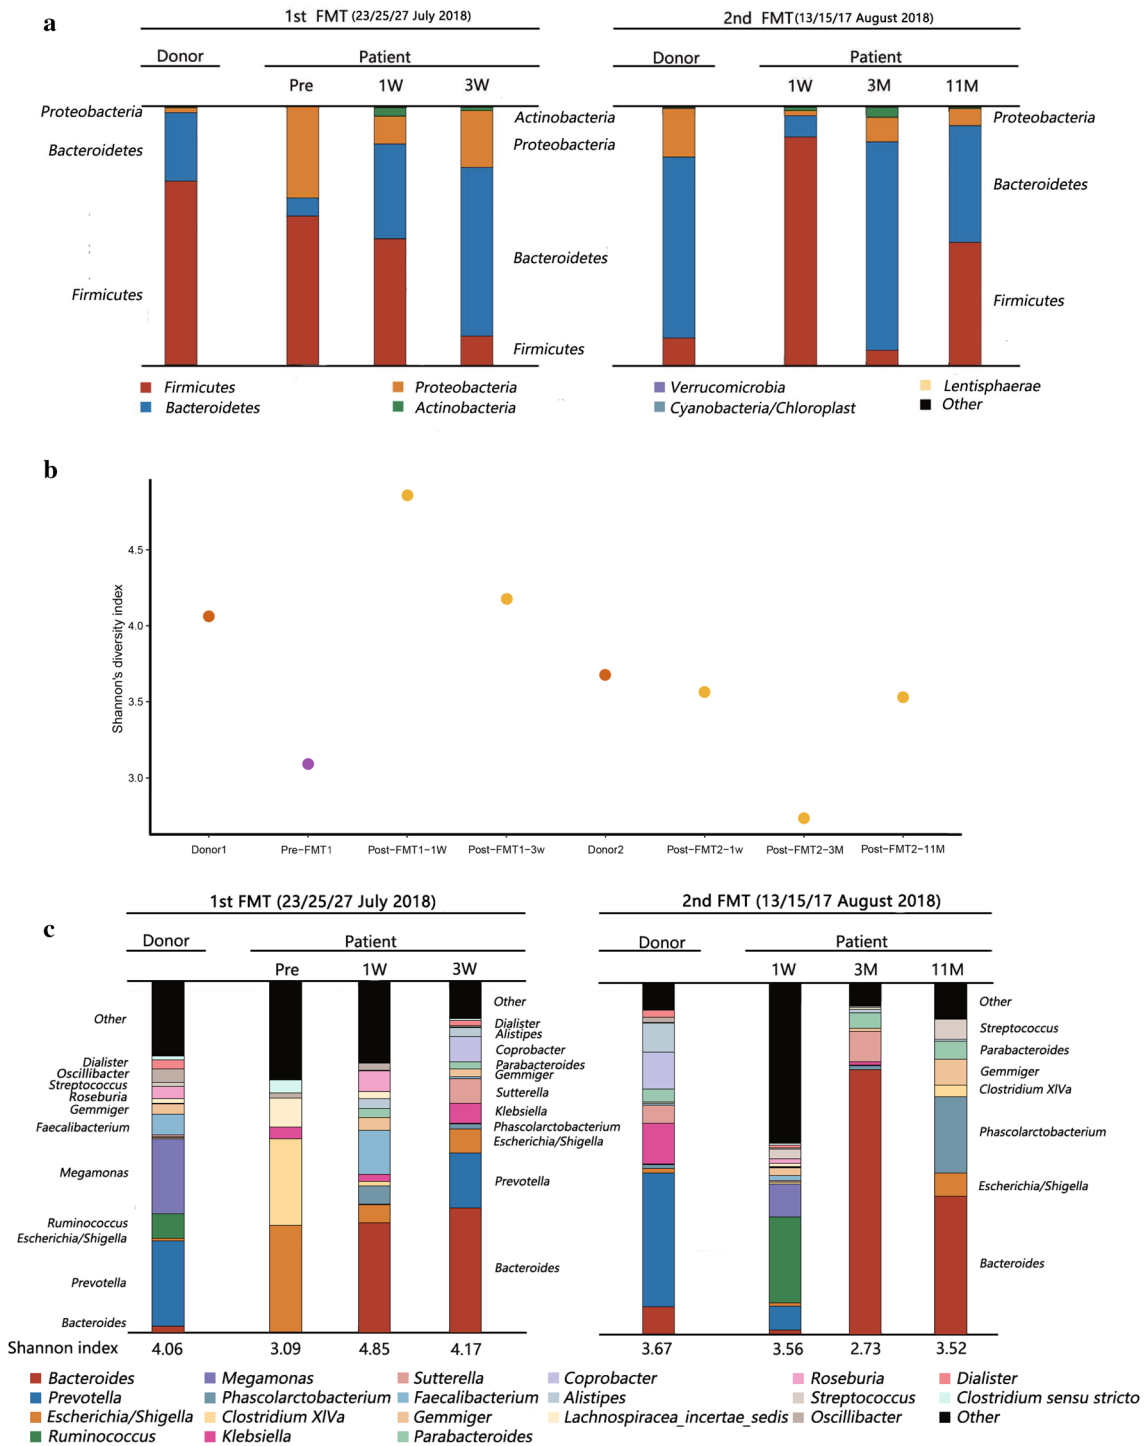 a
1st FMT (23/25/27 July 2018)
2nd FMT(13/15/17 August 2018)
Donor
Patient
Donor
Patient
Pre
1W
3W
1W
3M
11M
Proteobacteria
Bacteroidetes
Firmicutes
Actinobacteria
Proteobacteria
Bacteroidetes
Firmicutes
Proteobacteria
Bacteroidetes
Firmicutes
Firmicutes
Proteobacteria
Verrucomicrobia
Lentisphaerae
Bacteroidetes
Actinobacteria
Cyanobacteria/Chloroplast
Other
b
Shannon's diversity index
4.5
4.0
3.5
3.0
Donor1
Pre-FMT1
Post-FMT1-1W
Post-FMT1-3w
Donor2
Post-FMT2-1w
Post-FMT2-3M
Post-FMT2-11M
c
1st FMT (23/25/27 July 2018)
2nd FMT (13/15/17 August 2018)
Donor
Patient
Donor
Patient
Pre
1W
3W
1W
3M
11M
Other
Dialister
Oscillibacter
Streptococcus
Roseburia
Gemmiger
Faecalibacterium
Megamonas
Ruminococcus
Escherichia/Shigella
Prevotella
Bacteroides
Other
Dialister
Alistipes
Coprobacter
Parabacteroides
Gemmiger
Sutterella
Klebsiella
Phascolarctobacterium
Escherichia/Shigella
Prevotella
Bacteroides
Other
Streptococcus
Parabacteroides
Gemmiger
Clostridium XlVa
Phascolarctobacterium
Escherichia/Shigella
Bacteroides
Shannon index 4.06 3.09 4.85 4.17 3.67 3.56 2.73 3.52
Bacteroides Megamonas Sutterella Coprobacter Roseburia Dialister
Prevotella Phascolarctobacterium Faecalibacterium Alistipes Streptococcus Clostridium sensu stricto
Escherichia/Shigella Clostridium XlVa Gemmiger Lachnospiracea_incertae_sedis Oscillibacter Other
Ruminococcus Klebsiella Parabacteroides